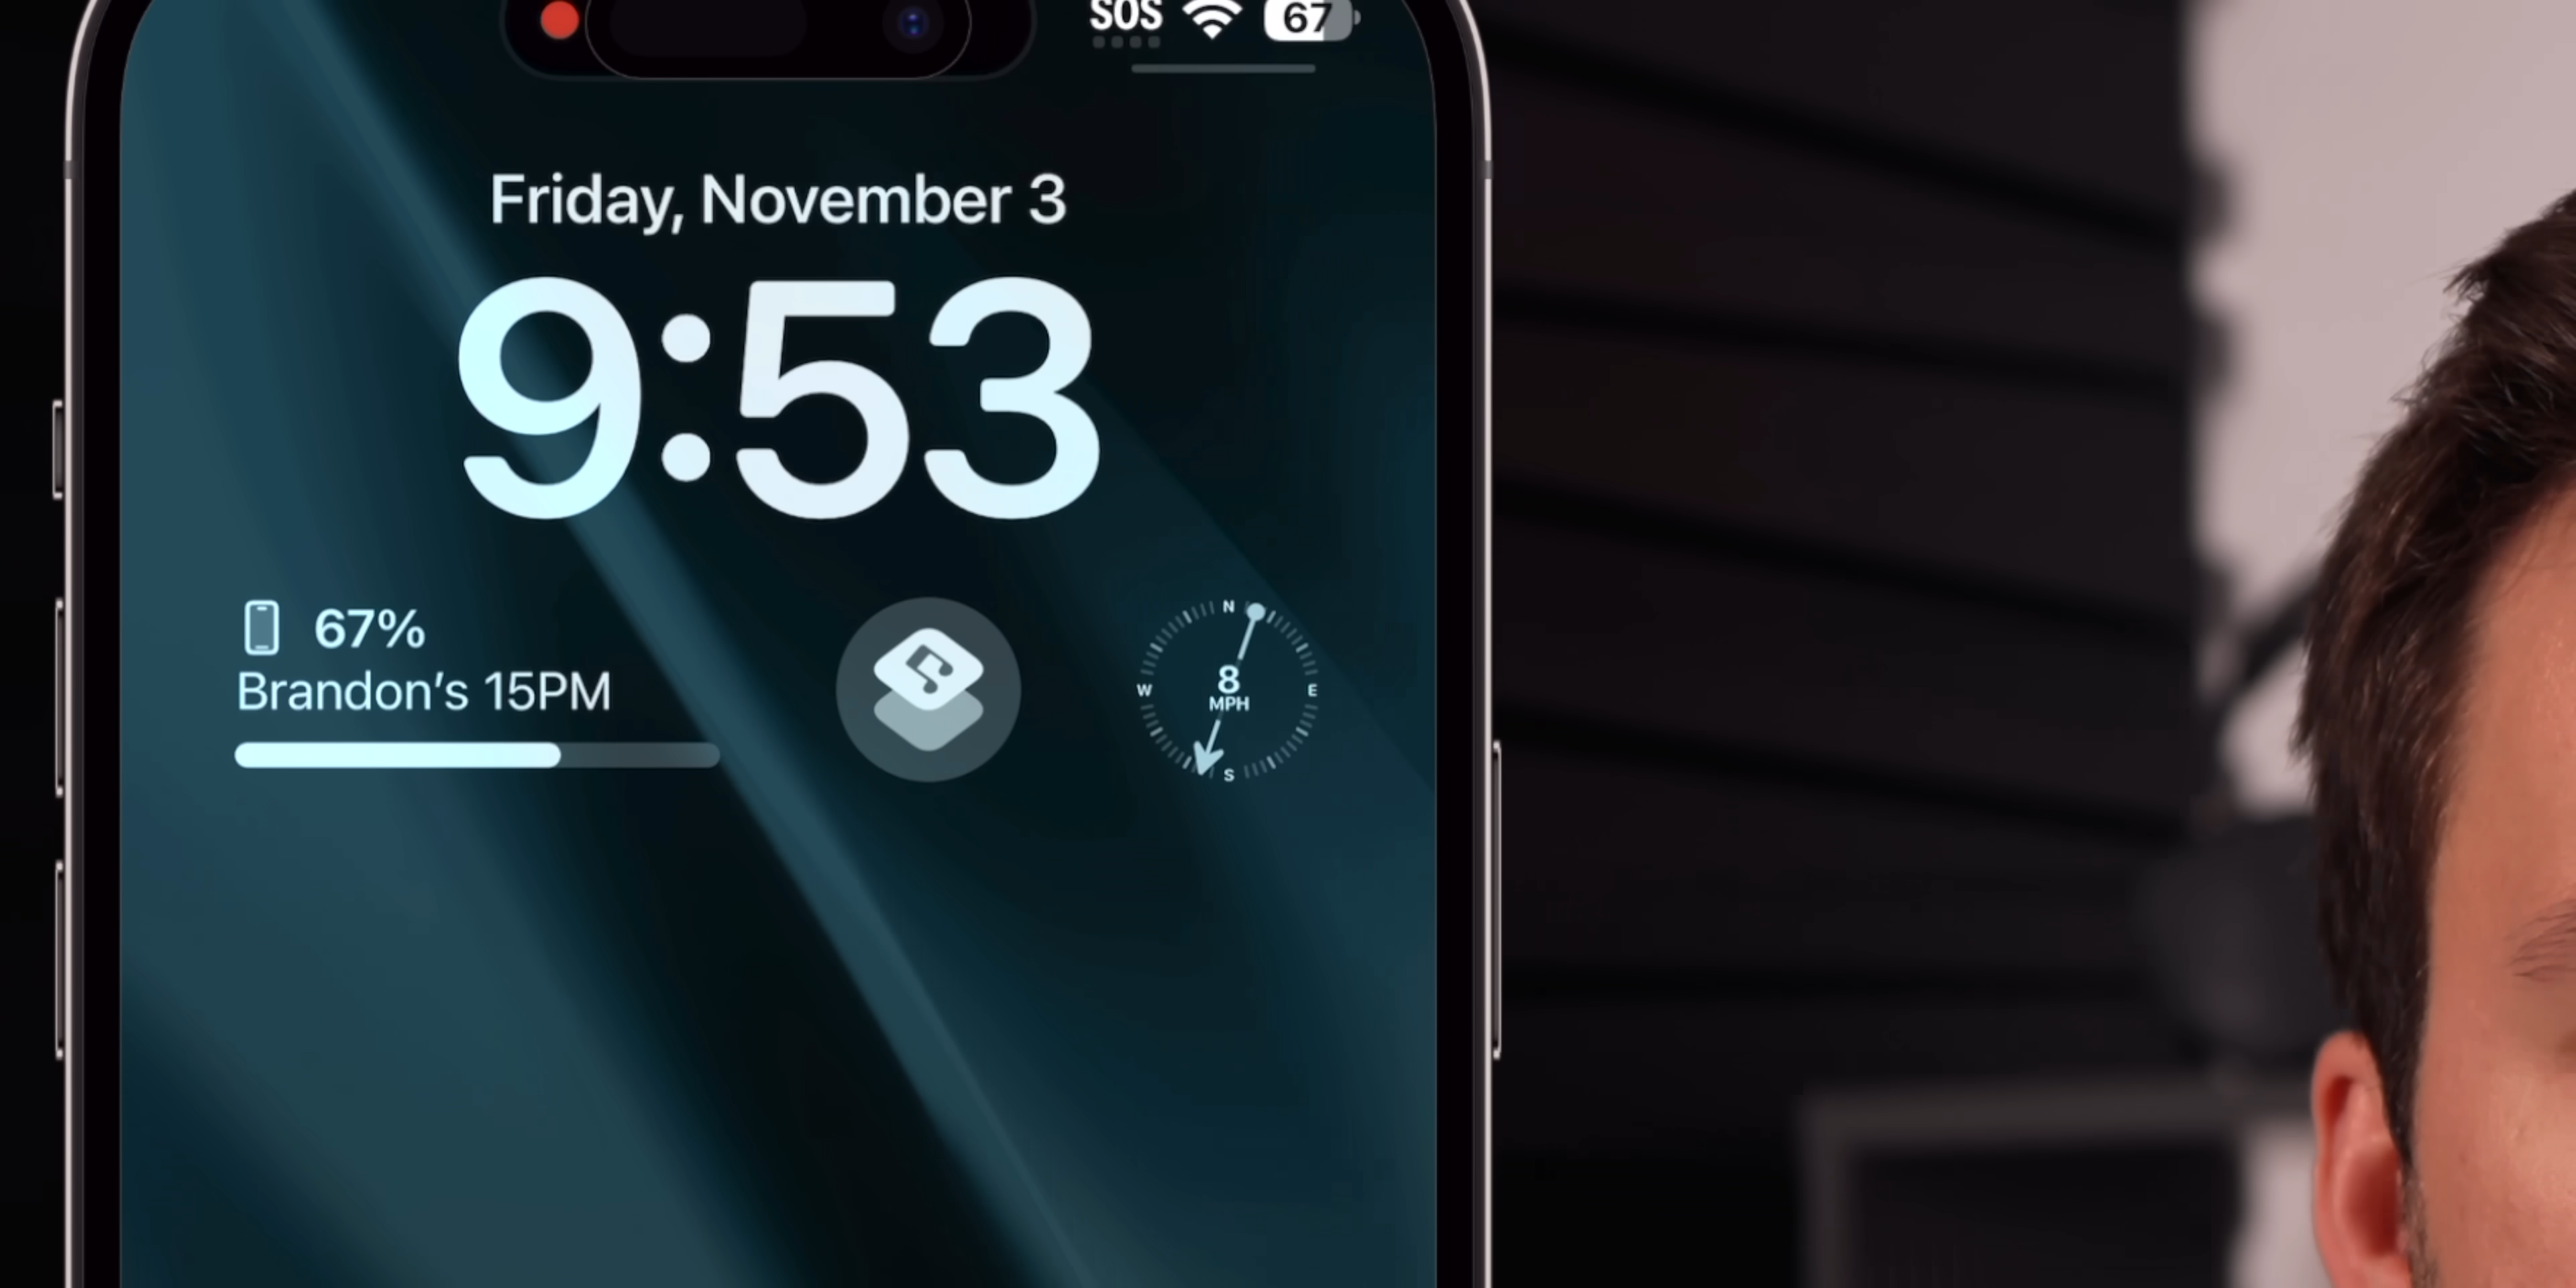 SOS 67
Friday, November 3
9:53
67%
Brandon's 15PM
N
W
8
MPH
E
S